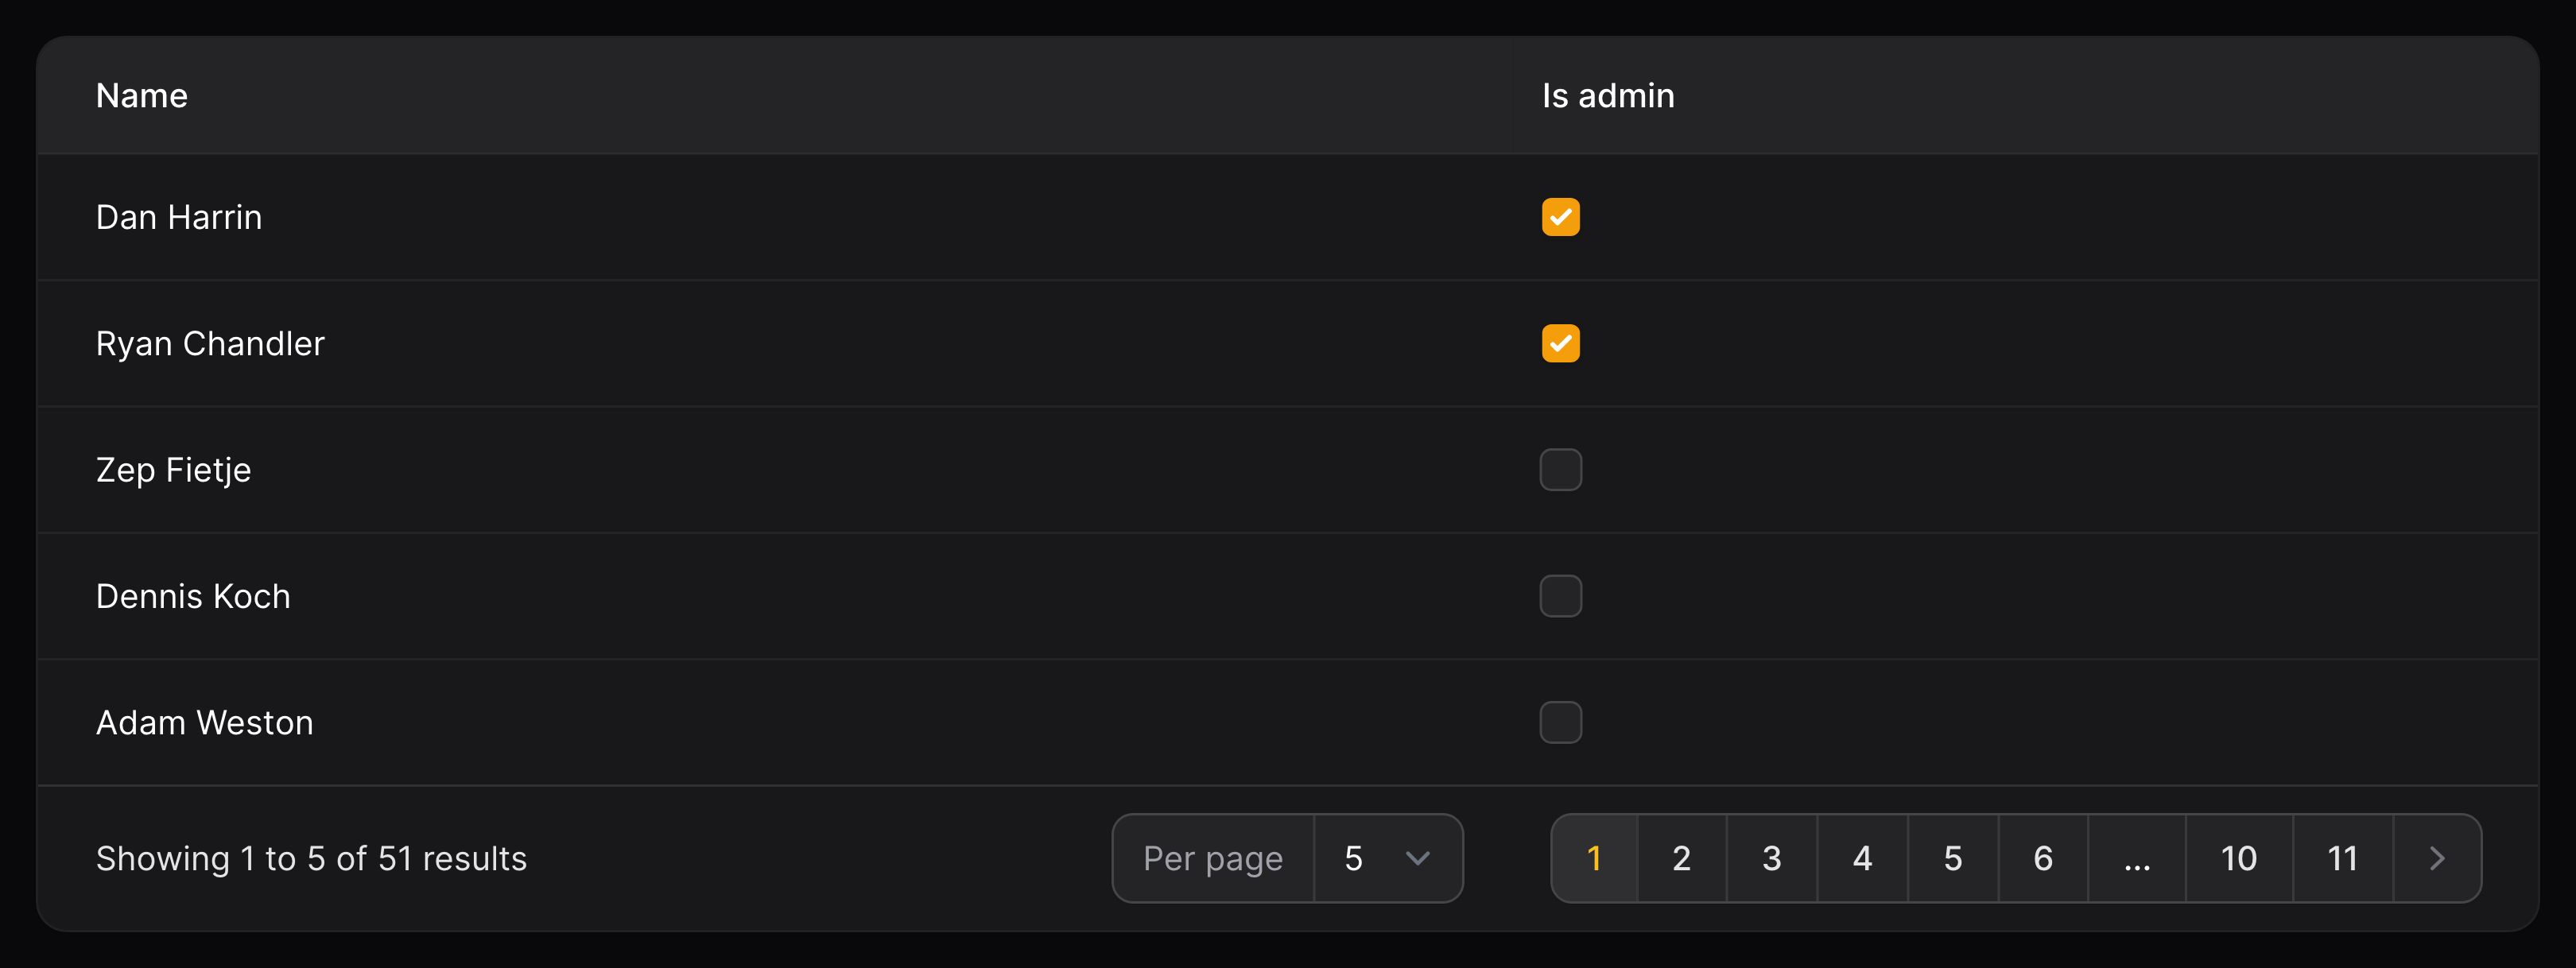 Name Is admin
Dan Harrin
Ryan Chandler
Zep Fietje
Dennis Koch
Adam Weston
Showing 1 to 5 of 51 results Per page 5 1 2 3 4 5 6 ... 10 11